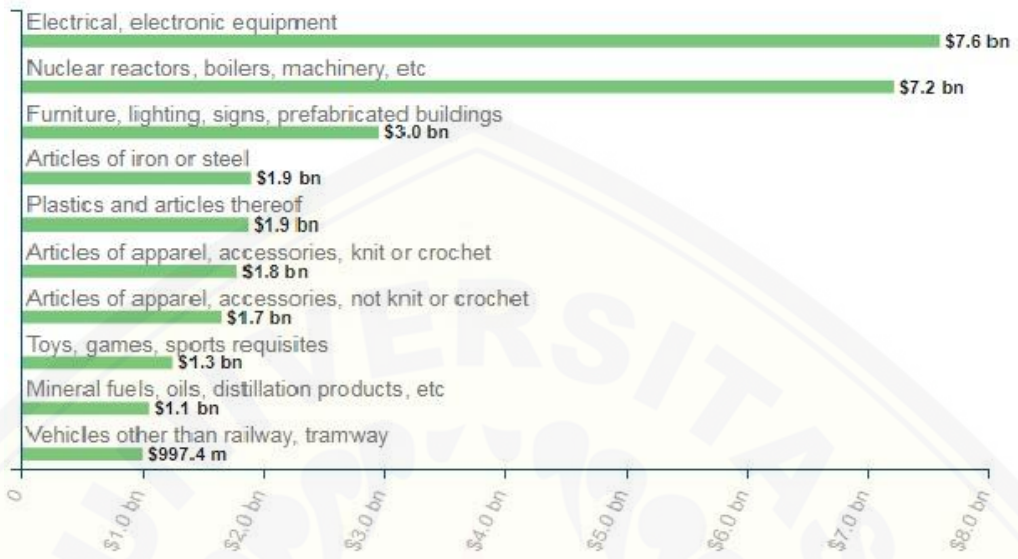 Electrical, electronic equipment
$7.6 bn
Nuclear reactors, boilers, machinery, etc
$7.2 bn
Furniture, lighting, signs, prefabricated buildings
$3.0 bn
Articles of iron or steel
$1.9 bn
Plastics and articles thereof
$1.9 bn
Articles of apparel, accessories, knit or crochet
$1.8 bn
Articles of apparel, accessories, not knit or crochet
$1.7 bn
Toys, games, sports requisites
$1.3 bn
Mineral fuels, oils, distillation products, etc
$1.1 bn
Vehicles other than railway, tramway
$997.4 m
0 $1.0 bn $2.0 bn $3.0 bn $4.0 bn $5.0 bn $6.0 bn $7.0 bn $8.0 bn
UNIVERSITAS